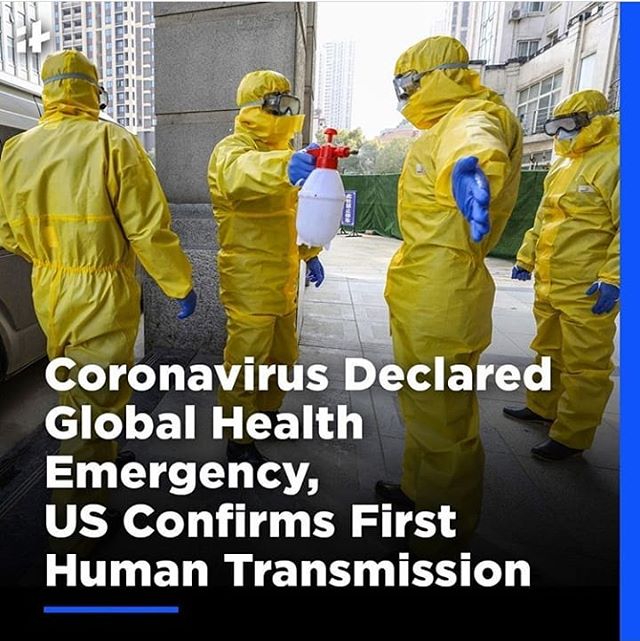 Coronavirus Declared
Global Health
Emergency,
US Confirms First
Human Transmission